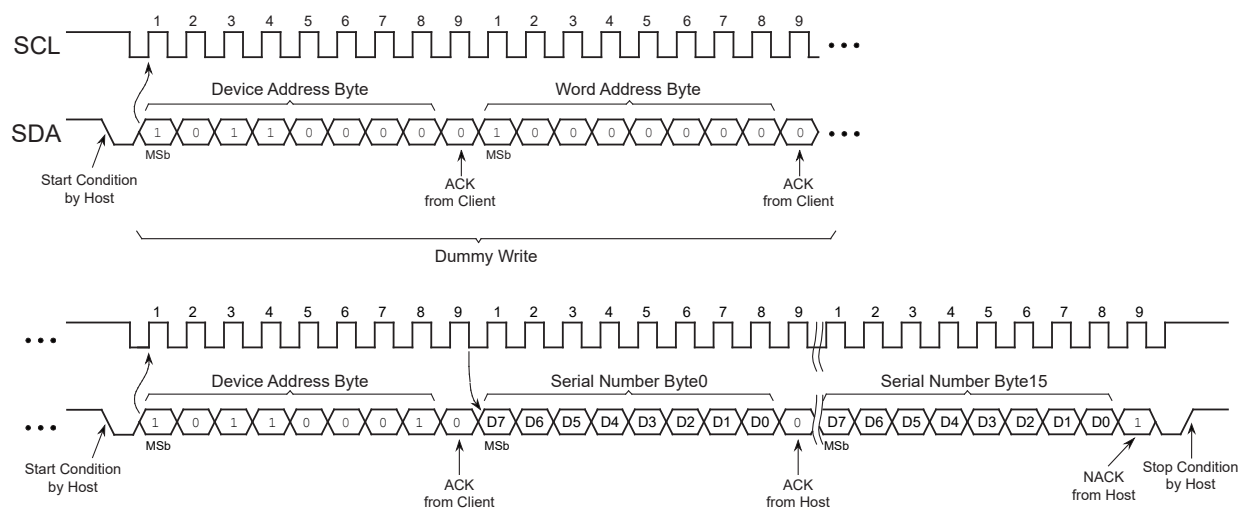 1 2 3 4 5 6 7 8 9 1 2 3 4 5 6 7 8 9
SCL
Device Address Byte Word Address Byte
SDA 1 0 1 1 0 0 0 0 0 1 0 0 0 0 0 0 0 0
MSb MSb
Start Condition
by Host
ACK
from Client
ACK
from Client
Dummy Write
1 2 3 4 5 6 7 8 9 1 2 3 4 5 6 7 8 9 1 2 3 4 5 6 7 8 9
Device Address Byte Serial Number Byte0 Serial Number Byte15
1 0 1 1 0 0 0 1 0 D7 D6 D5 D4 D3 D2 D1 D0 0 D7 D6 D5 D4 D3 D2 D1 D0 1
MSb MSb MSb
Start Condition
by Host
ACK
from Client
ACK
from Host
NACK
from Host
Stop Condition
by Host